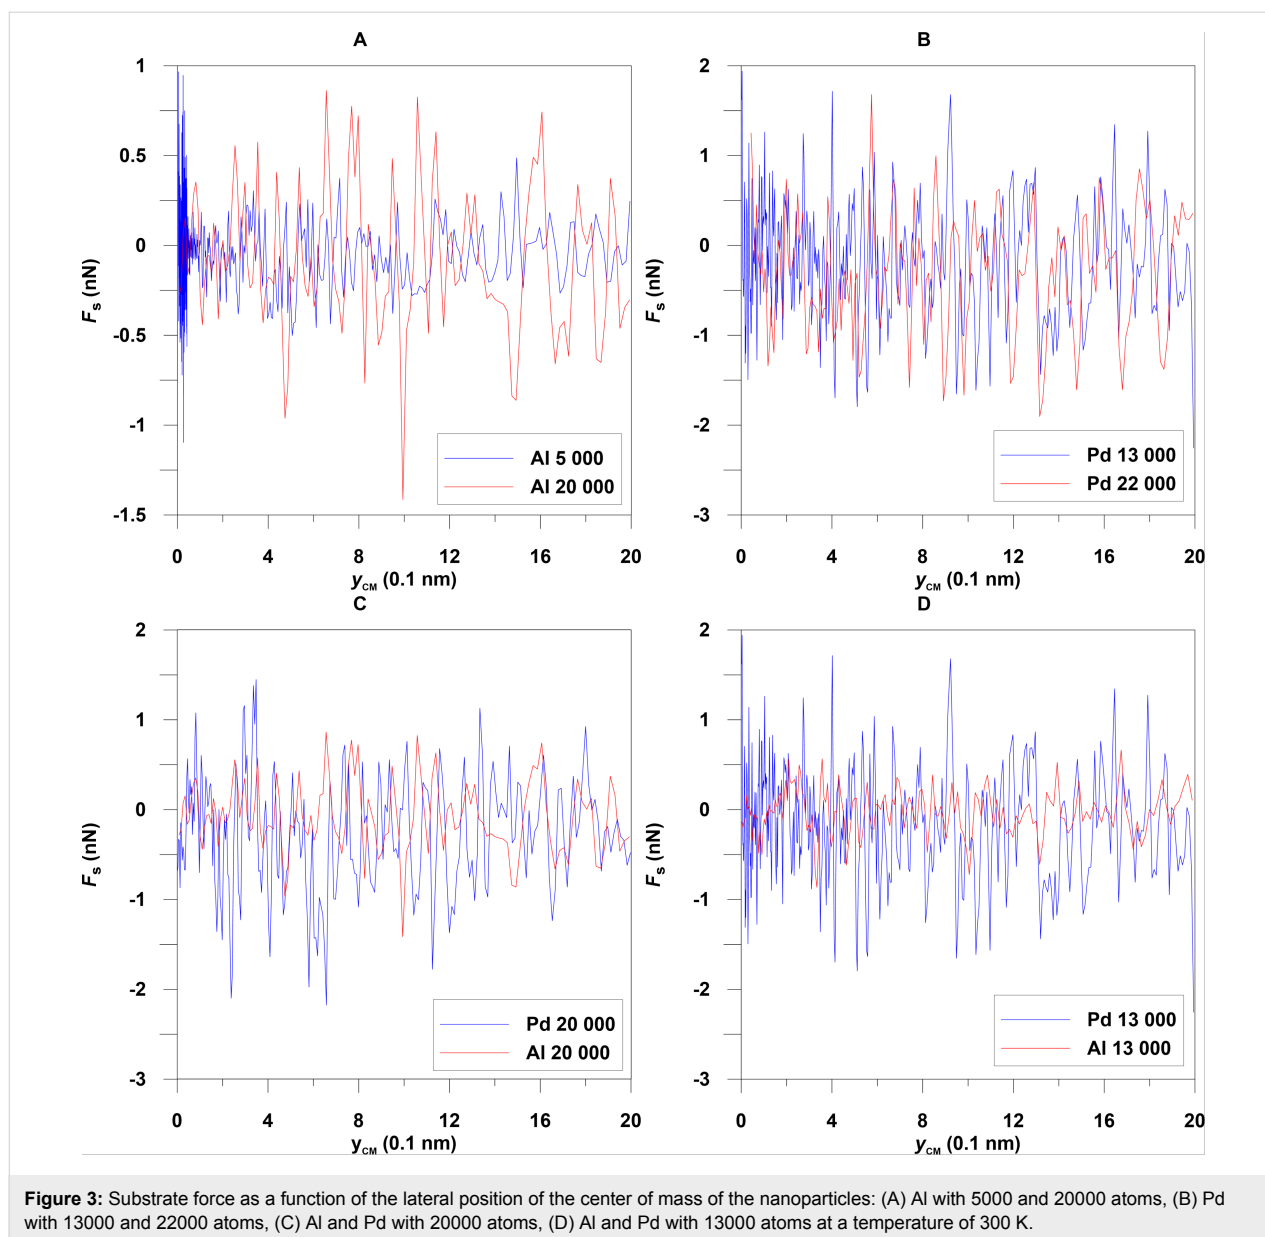 A
1
0.5
0
-0.5
-1
-1.5
Fs (nN)
Al 5 000
Al 20 000
0 4 8 12 16 20
yCM (0.1 nm)
B
2
1
0
-1
-2
-3
Fs (nN)
Pd 13 000
Pd 22 000
0 4 8 12 16 20
yCM (0.1 nm)
C
2
1
0
-1
-2
-3
Fs (nN)
Pd 20 000
Al 20 000
0 4 8 12 16 20
yCM (0.1 nm)
D
2
1
0
-1
-2
-3
Fs (nN)
Pd 13 000
Al 13 000
0 4 8 12 16 20
yCM (0.1 nm)
Figure 3: Substrate force as a function of the lateral position of the center of mass of the nanoparticles: (A) Al with 5000 and 20000 atoms, (B) Pd
with 13000 and 22000 atoms, (C) Al and Pd with 20000 atoms, (D) Al and Pd with 13000 atoms at a temperature of 300 K.